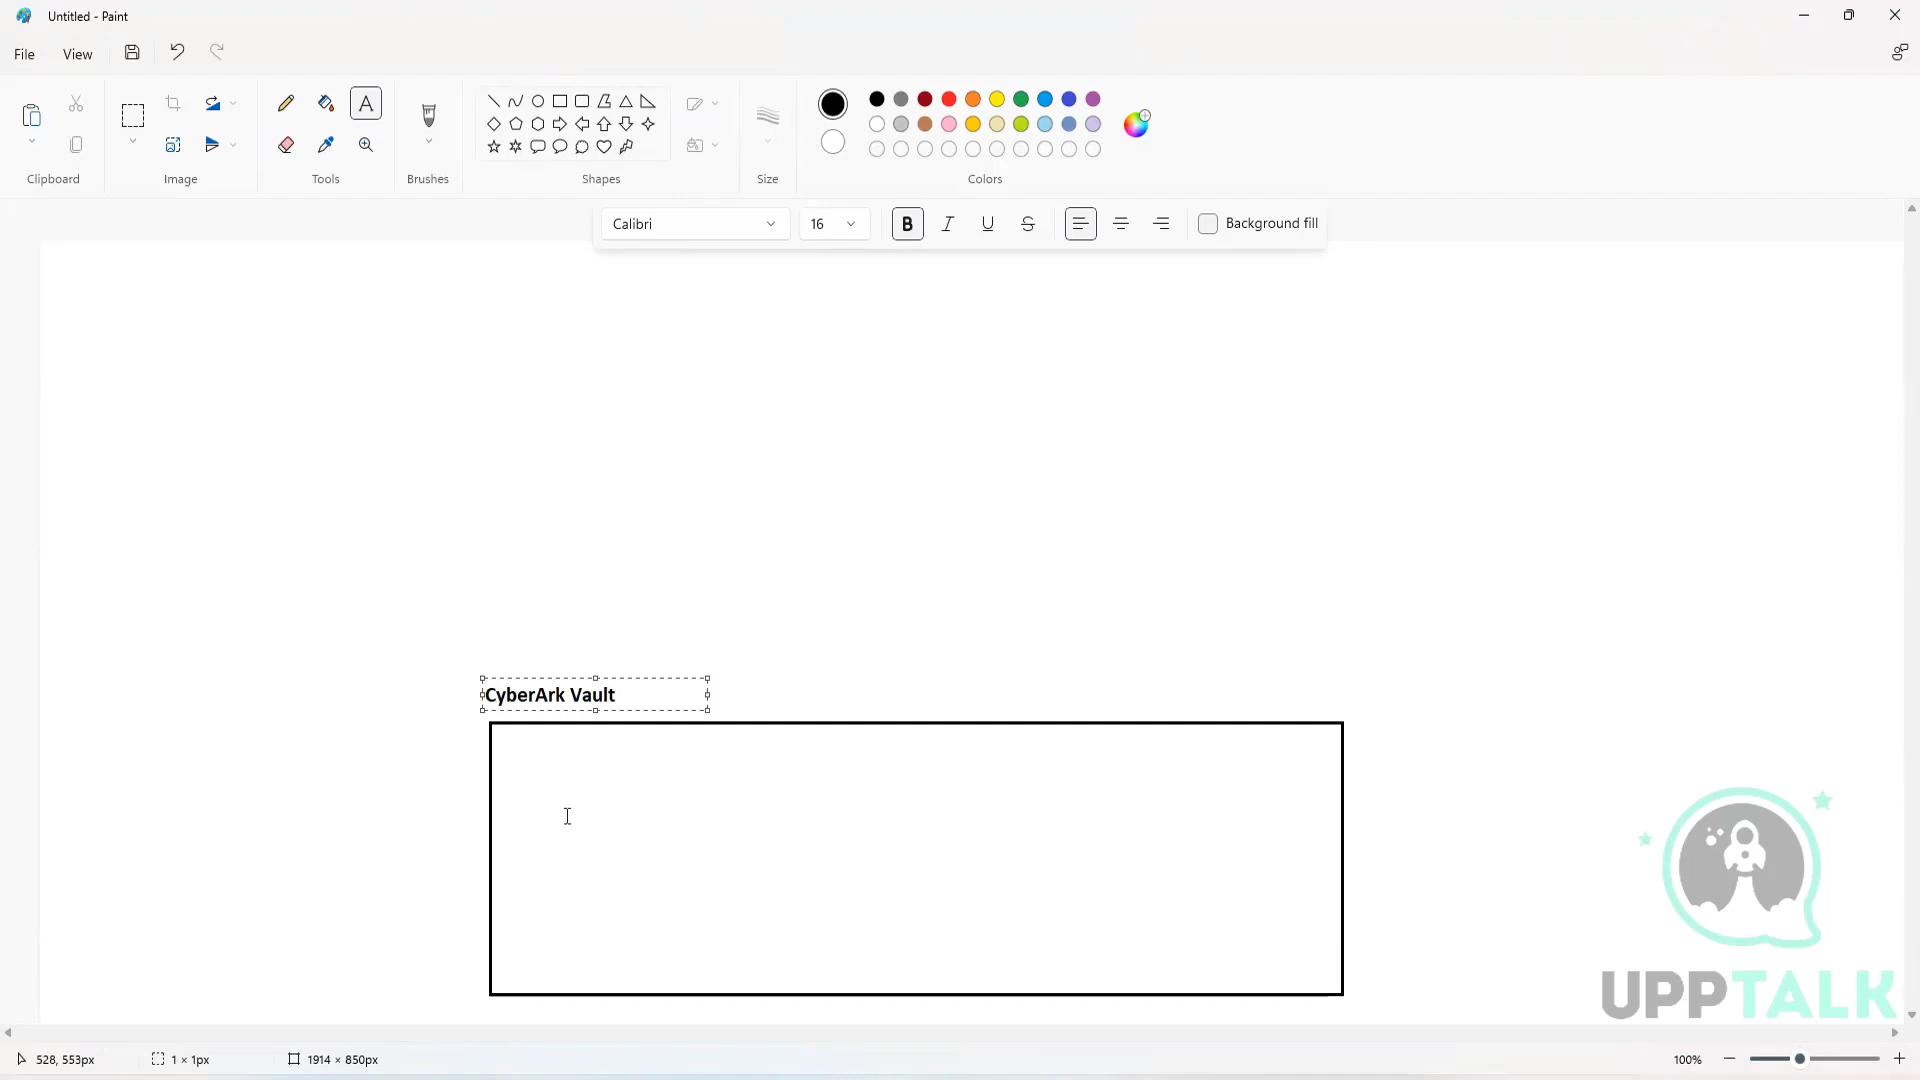 Untitled - Paint
File
View
Clipboard
Image
Tools
Brushes
Shapes
Size
Colors
A
Calibri
16
B
I
U
S
Background fill
CyberArk Vault
UPPTALK
528, 553px
1 × 1px
1914 × 850px
100%